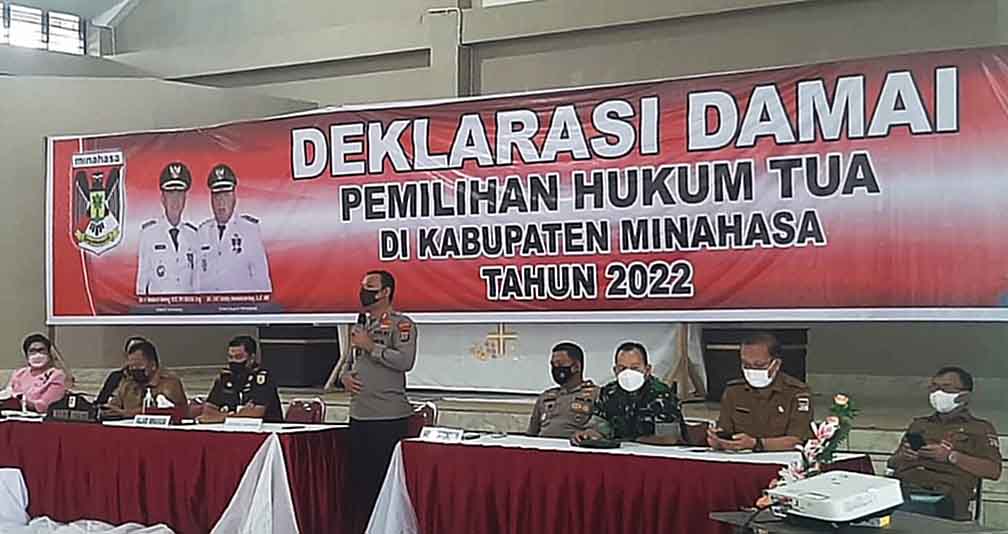 minahasa
DEKLARASI DAMAI
PEMILIHAN HUKUM TUA
DI KABUPATEN MINAHASA
TAHUN 2022